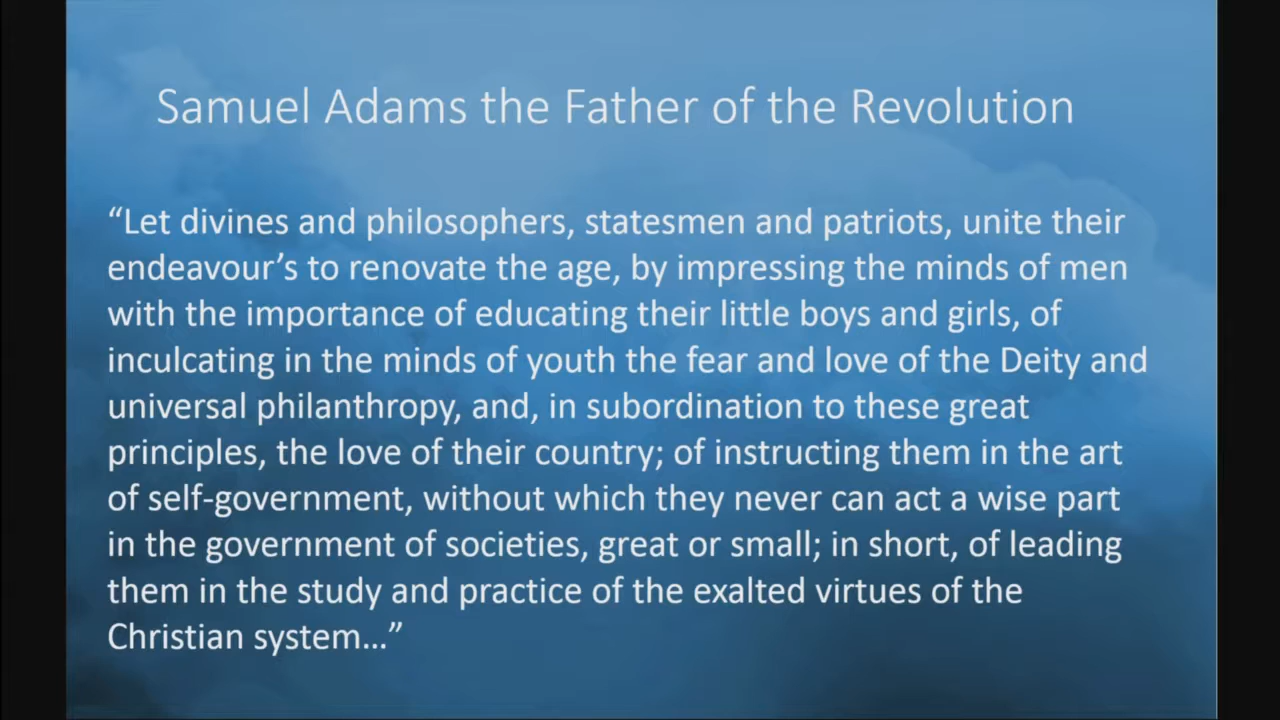 Samuel Adams the Father of the Revolution
“Let divines and philosophers, statesmen and patriots, unite their
endeavour’s to renovate the age, by impressing the minds of men
with the importance of educating their little boys and girls, of
inculcating in the minds of youth the fear and love of the Deity and
universal philanthropy, and, in subordination to these great
principles, the love of their country; of instructing them in the art
of self-government, without which they never can act a wise part
in the government of societies, great or small; in short, of leading
them in the study and practice of the exalted virtues of the
Christian system…”